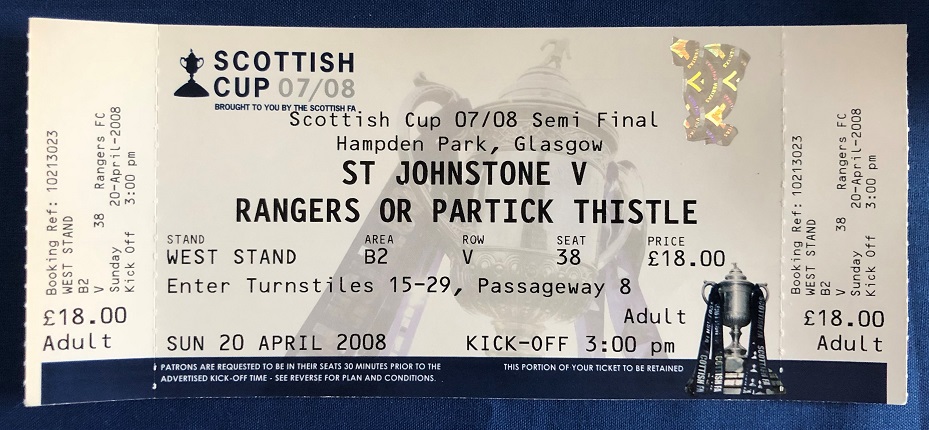 Booking Ref: 10213023
WEST STAND
B2
V 38 Rangers FC
Sunday 20-April-2008
Kick Off 3:00 pm
£18.00
Adult
SCOTTISH
CUP 07/08
BROUGHT TO YOU BY THE SCOTTISH FA
Scottish Cup 07/08 Semi Final
Hampden Park, Glasgow
ST JOHNSTONE V
RANGERS OR PARTICK THISTLE
STAND AREA ROW SEAT PRICE
WEST STAND B2 V 38 £18.00
Enter Turnstiles 15-29, Passageway 8
Adult
SUN 20 APRIL 2008 KICK-OFF 3:00 pm
PATRONS ARE REQUESTED TO BE IN THEIR SEATS 30 MINUTES PRIOR TO THE
ADVERTISED KICK-OFF TIME - SEE REVERSE FOR PLAN AND CONDITIONS.
THIS PORTION OF YOUR TICKET TO BE RETAINED
Booking Ref: 10213023
WEST STAND
B2
V 38 Rangers FC
Sunday 20-April-2008
Kick Off 3:00 pm
£18.00
Adult